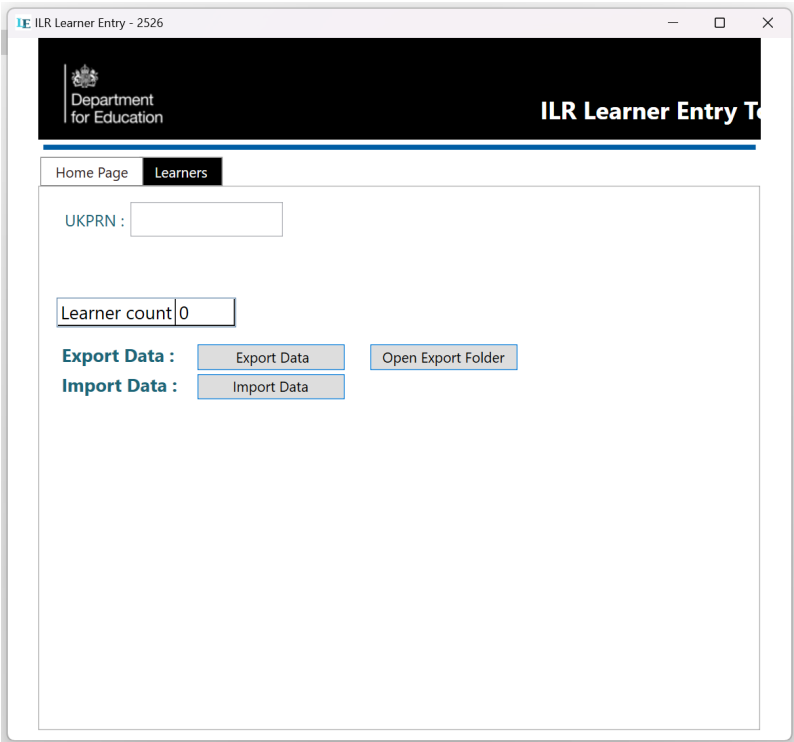 ILR Learner Entry - 2526
Department
for Education
ILR Learner Entry
Home Page Learners
UKPRN :
Learner count 0
Export Data : Export Data Open Export Folder
Import Data : Import Data